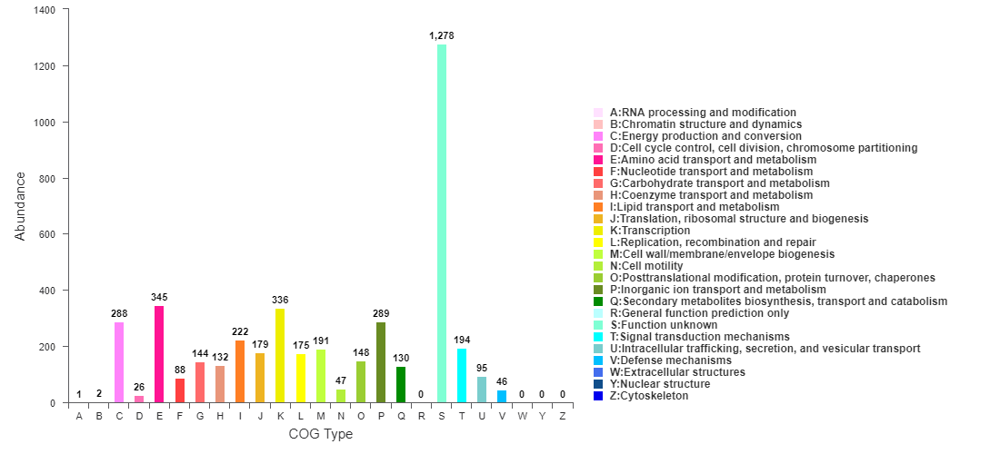 1400
1200
1000
800
600
400
200
0
Abundance
1
2
288
26
345
88
144
132
222
179
336
175
191
47
148
289
130
0
1,278
194
95
46
0
0
0
A B C D E F G H I J K L M N O P Q R S T U V W Y Z
COG Type
A:RNA processing and modification
B:Chromatin structure and dynamics
C:Energy production and conversion
D:Cell cycle control, cell division, chromosome partitioning
E:Amino acid transport and metabolism
F:Nucleotide transport and metabolism
G:Carbohydrate transport and metabolism
H:Coenzyme transport and metabolism
I:Lipid transport and metabolism
J:Translation, ribosomal structure and biogenesis
K:Transcription
L:Replication, recombination and repair
M:Cell wall/membrane/envelope biogenesis
N:Cell motility
O:Posttranslational modification, protein turnover, chaperones
P:Inorganic ion transport and metabolism
Q:Secondary metabolites biosynthesis, transport and catabolism
R:General function prediction only
S:Function unknown
T:Signal transduction mechanisms
U:Intracellular trafficking, secretion, and vesicular transport
V:Defense mechanisms
W:Extracellular structures
Y:Nuclear structure
Z:Cytoskeleton